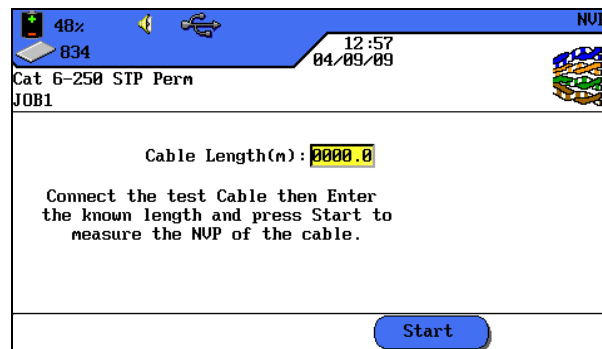 48%
NVP
834
12:57
04/09/09
Cat 6-250 STP Perm
JOB1
Cable Length(m): 0000.0
Connect the test Cable then Enter
the known length and press Start to
measure the NVP of the cable.
Start